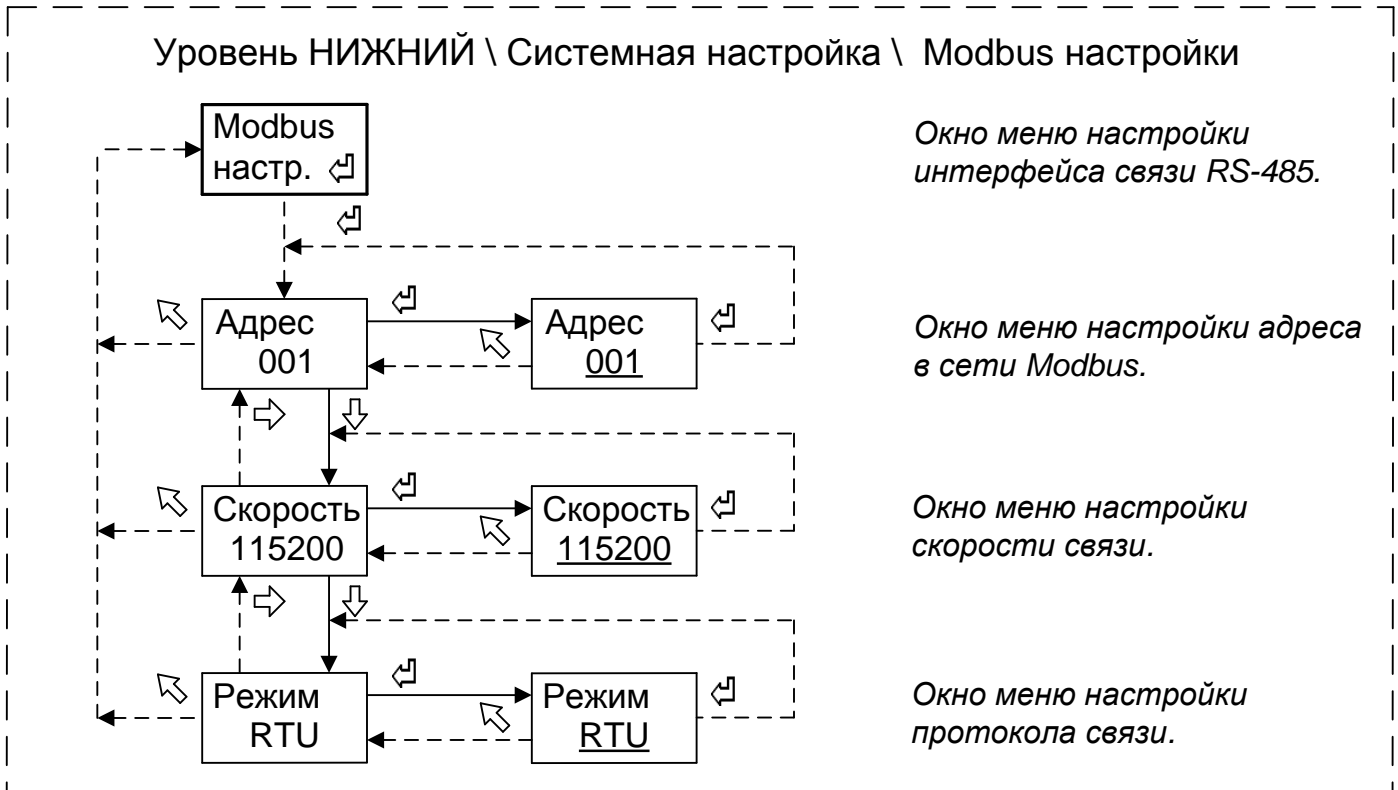 Уровень НИЖНИЙ \ Системная настройка \ Modbus настройки
Modbus
настр.
Окно меню настройки
интерфейса связи RS-485.
Адрес
001
Адрес
001
Окно меню настройки адреса
в сети Modbus.
Скорость
115200
Скорость
115200
Окно меню настройки
скорости связи.
Режим
RTU
Режим
RTU
Окно меню настройки
протокола связи.